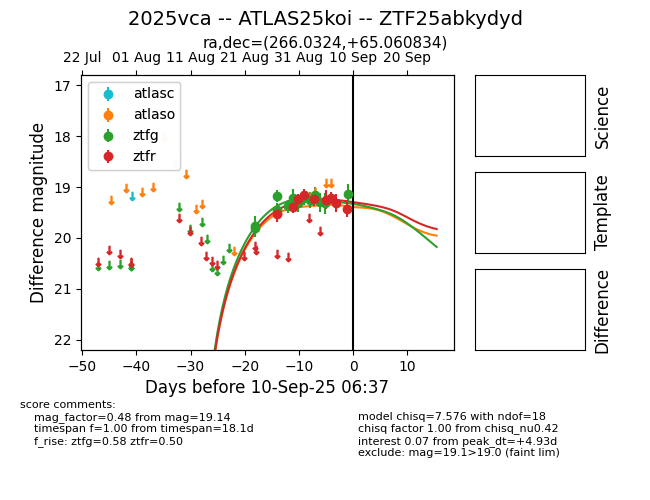 2025vca -- ATLAS25koi -- ZTF25abkydyd
ra,dec=(266.0324,+65.060834)
22 Jul 01 Aug 11 Aug 21 Aug 31 Aug 10 Sep 20 Sep
17
18
19
20
21
22
Difference magnitude
atlasc
atlaso
ztfg
ztfr
−50 −40 −30 −20 −10 0 10
Days before 10-Sep-25 06:37
Science
Template
Difference
score comments:
mag_factor=0.48 from mag=19.14
timespan f=1.00 from timespan=18.1d
f_rise: ztfg=0.58 ztfr=0.50
model chisq=7.576 with ndof=18
chisq factor 1.00 from chisq_nu0.42
interest 0.07 from peak_dt=+4.93d
exclude: mag=19.1>19.0 (faint lim)